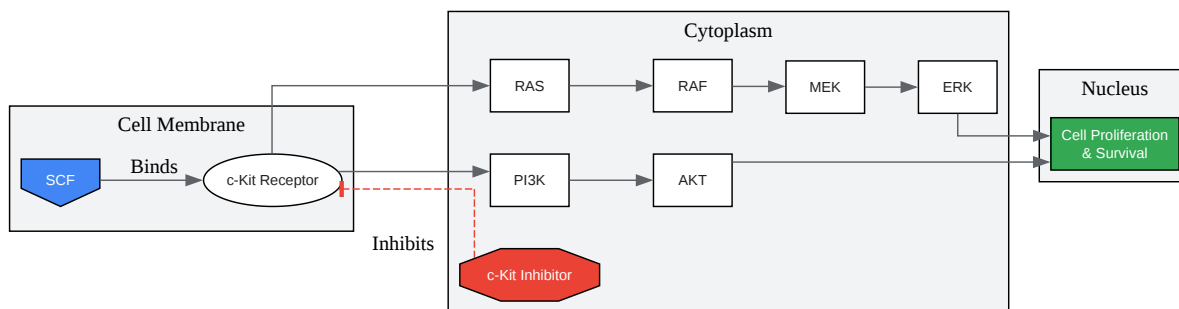 Cytoplasm
RAS
RAF
MEK
ERK
Nucleus
Cell Membrane
Cell Proliferation
& Survival
SCF
Binds
c-Kit Receptor
PI3K
AKT
Inhibits
c-Kit Inhibitor